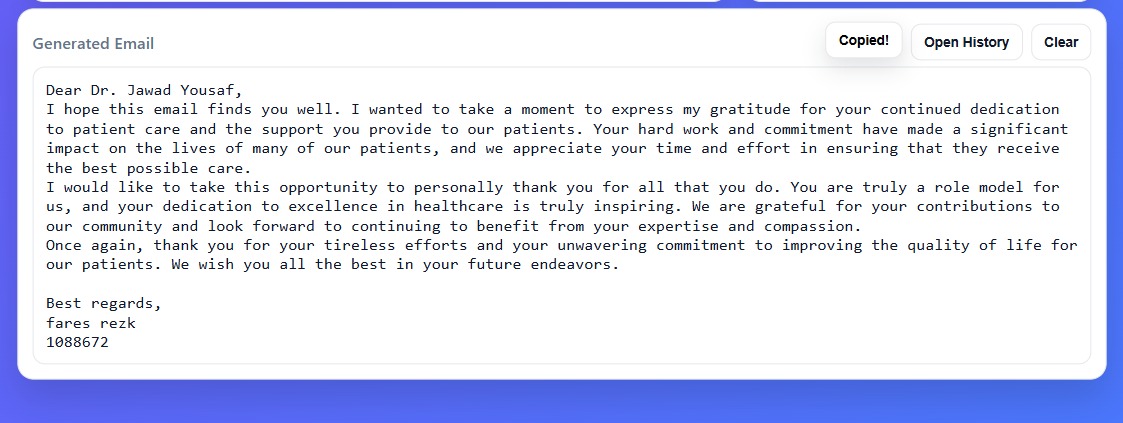 Generated Email
Copied!
Open History
Clear
Dear Dr. Jawad Yousaf,
I hope this email finds you well. I wanted to take a moment to express my gratitude for your continued dedication
to patient care and the support you provide to our patients. Your hard work and commitment have made a significant
impact on the lives of many of our patients, and we appreciate your time and effort in ensuring that they receive
the best possible care.
I would like to take this opportunity to personally thank you for all that you do. You are truly a role model for
us, and your dedication to excellence in healthcare is truly inspiring. We are grateful for your contributions to
our community and look forward to continuing to benefit from your expertise and compassion.
Once again, thank you for your tireless efforts and your unwavering commitment to improving the quality of life for
our patients. We wish you all the best in your future endeavors.
Best regards,
fares rezk
1088672